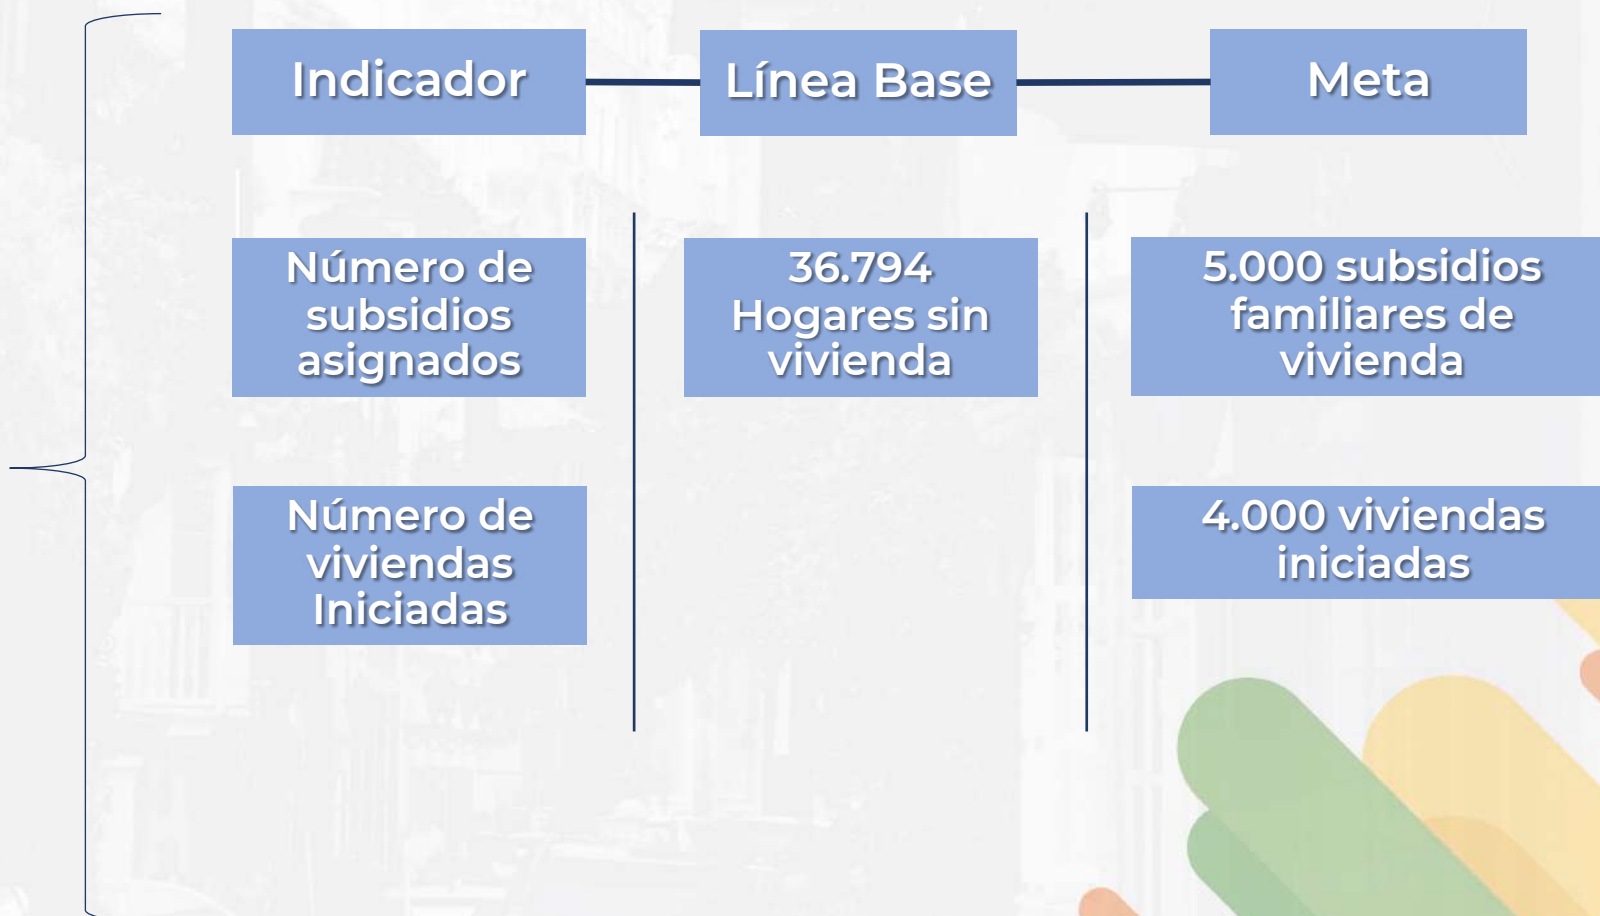 Indicador
Línea Base
Meta
Número de
subsidios
asignados
36.794
Hogares sin
vivienda
5.000 subsidios
familiares de
vivienda
Número de
viviendas
Iniciadas
4.000 viviendas
iniciadas